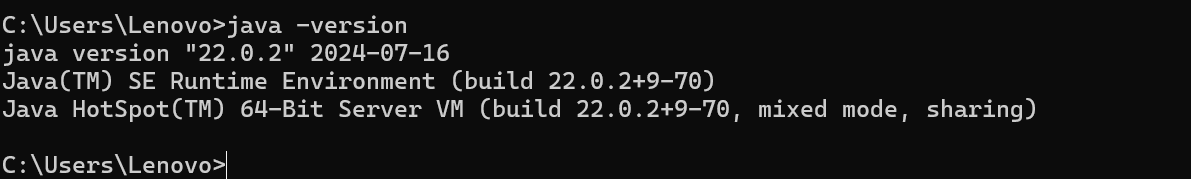 C:\Users\Lenovo>java -version
java version "22.0.2" 2024-07-16
Java(TM) SE Runtime Environment (build 22.0.2+9-70)
Java HotSpot(TM) 64-Bit Server VM (build 22.0.2+9-70, mixed mode, sharing)
C:\Users\Lenovo>